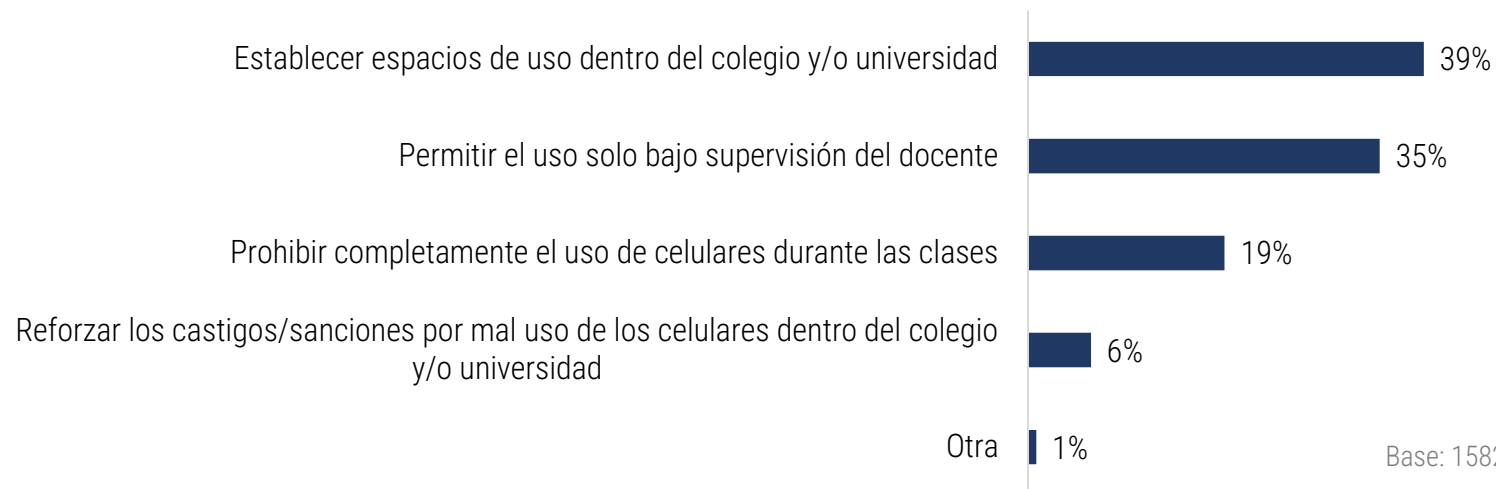 Establecer espacios de uso dentro del colegio y/o universidad 39%
Permitir el uso solo bajo supervisión del docente 35%
Prohibir completamente el uso de celulares durante las clases 19%
Reforzar los castigos/sanciones por mal uso de los celulares dentro del colegio
y/o universidad 6%
Otra 1%
Base: 1582